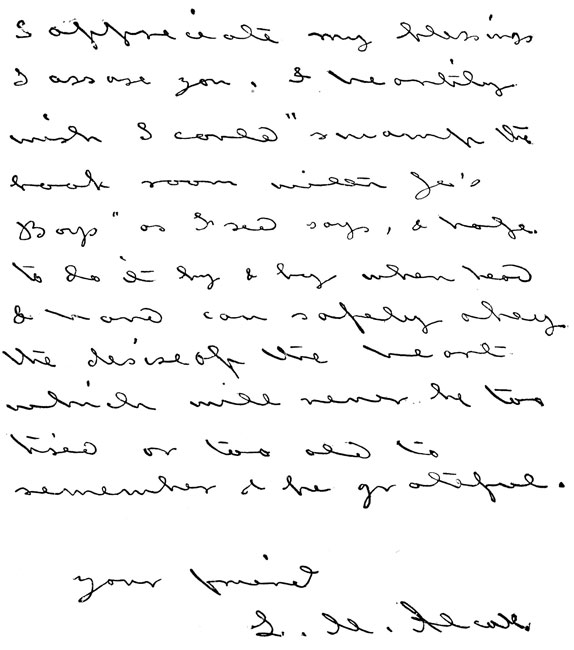 I appreciate my blessings
I assure you. I heartily
wish I could "swamp the
book room with Jo's
Boys" as Fred says, & hope
to do it by & by when head
& hand can safely obey
the desire of the heart
which will never be too
tired or too old to
remember & be grateful.
your friend
L. M. Alcott.